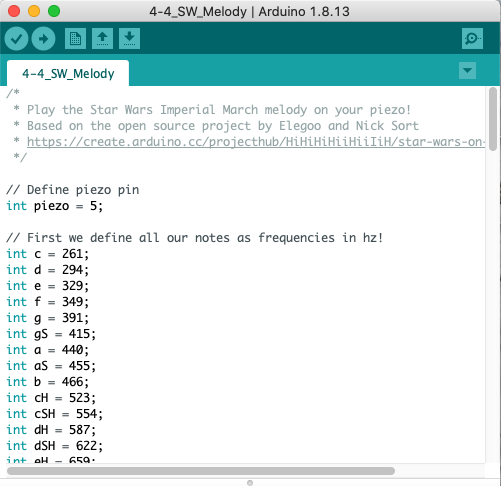 4-4_SW_Melody | Arduino 1.8.13
4-4_SW_Melody
/*
 * Play the Star Wars Imperial March melody on your piezo!
 * Based on the open source project by Elegoo and Nick Sort
 * https://create.arduino.cc/projecthub/HiHiHiHiiHiiIiH/star-wars-on-
 */

// Define piezo pin
int piezo = 5;

// First we define all our notes as frequencies in hz!
int c = 261;
int d = 294;
int e = 329;
int f = 349;
int g = 391;
int gS = 415;
int a = 440;
int aS = 455;
int b = 466;
int cH = 523;
int cSH = 554;
int dH = 587;
int dSH = 622;
int eH = 659;